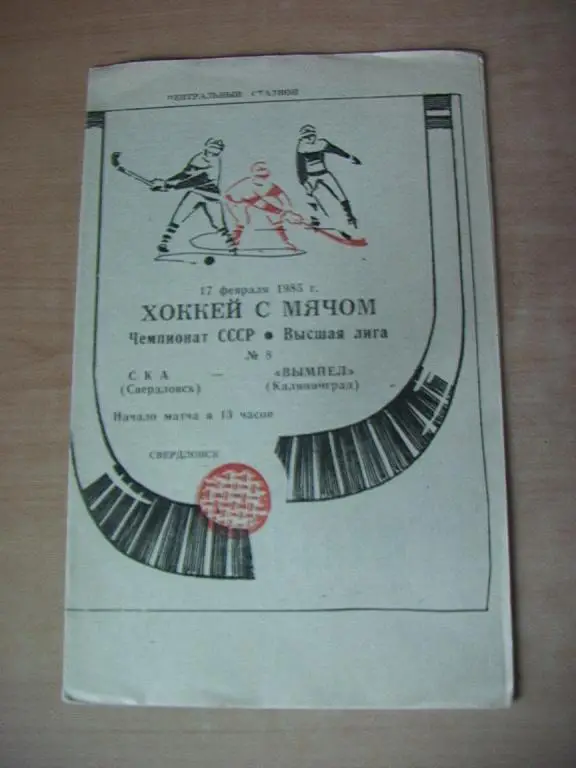 ЦЕНТРАЛЬНЫЙ СТАДИОН
17 февраля 1985 г.
ХОККЕЙ С МЯЧОМ
Чемпионат СССР • Высшая лига
№ 8
СКА — «ВЫМПЕЛ»
(Свердловск) (Калининград)
Начало матча в 13 часов
СВЕРДЛОВСК